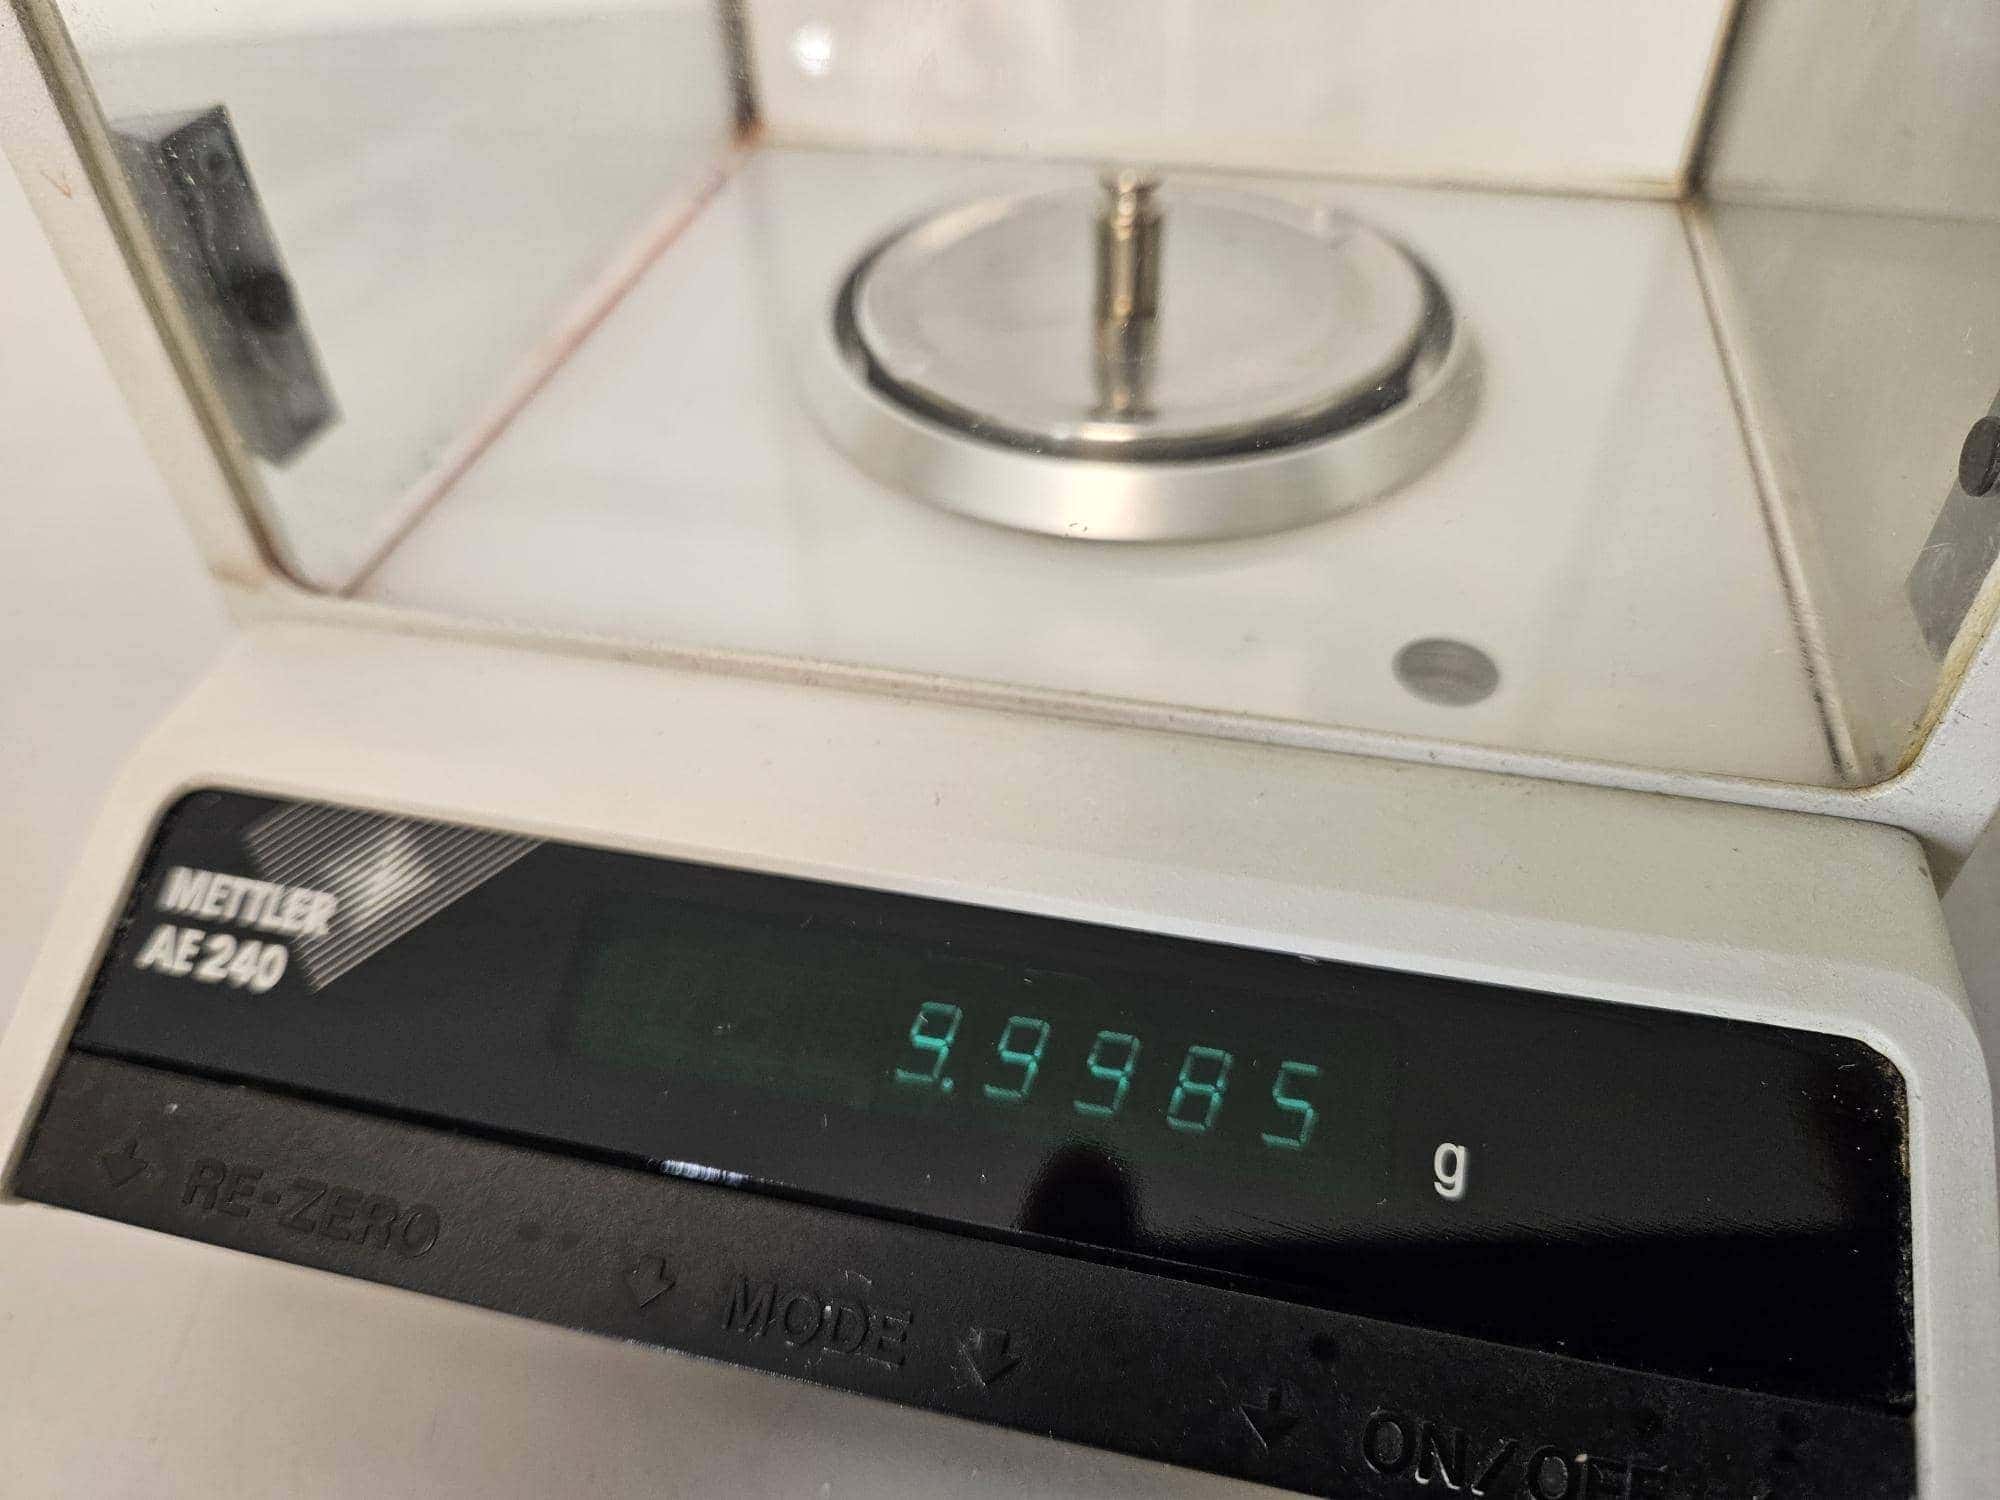 METTLER
AE 240
9.9985
g
RE-ZERO
MODE
ON/OFF